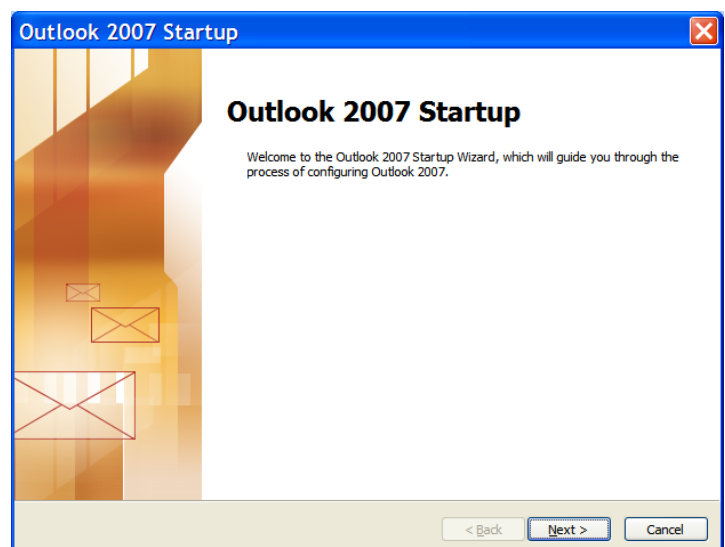 Outlook 2007 Startup
Outlook 2007 Startup
Welcome to the Outlook 2007 Startup Wizard, which will guide you through the
process of configuring Outlook 2007.
< Back Next > Cancel